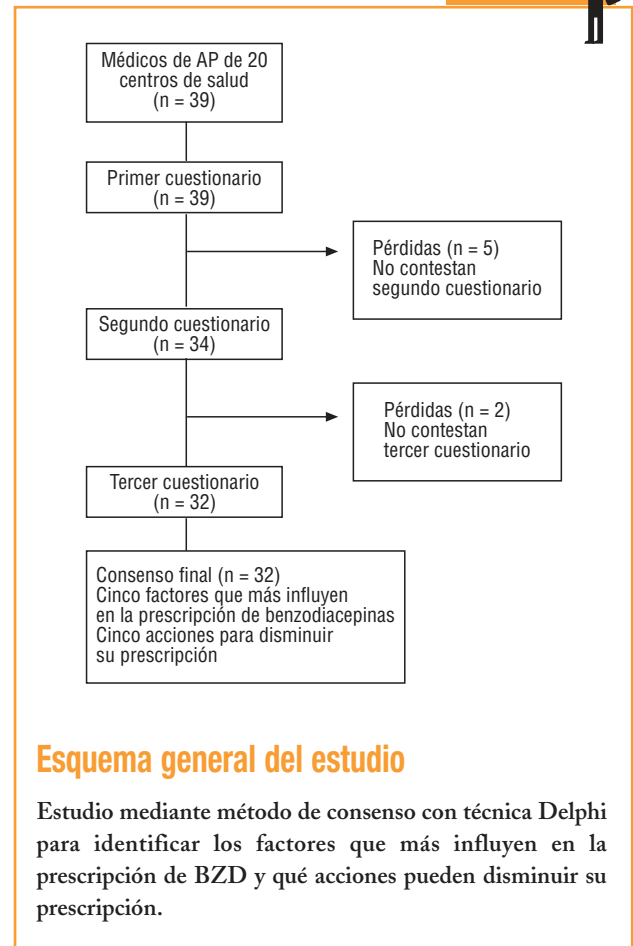 Médicos de AP de 20
centros de salud
(n = 39)
Primer cuestionario
(n = 39)
Pérdidas (n = 5)
No contestan
segundo cuestionario
Segundo cuestionario
(n = 34)
Pérdidas (n = 2)
No contestan
tercer cuestionario
Tercer cuestionario
(n = 32)
Consenso final (n = 32)
Cinco factores que más influyen
en la prescripción de benzodiacepinas
Cinco acciones para disminuir
su prescripción
Esquema general del estudio
Estudio mediante método de consenso con técnica Delphi
para identificar los factores que más influyen en la
prescripción de BZD y qué acciones pueden disminuir su
prescripción.